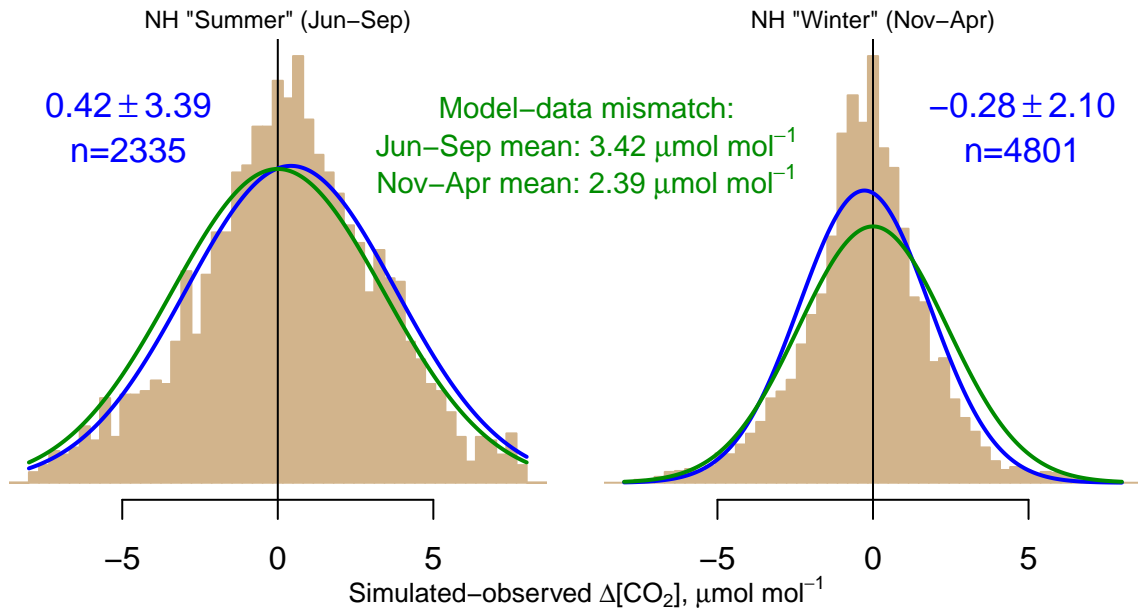 NH "Summer" (Jun−Sep)
0.42 ± 3.39
n=2335
Model−data mismatch:
Jun−Sep mean: 3.42 μmol mol⁻¹
Nov−Apr mean: 2.39 μmol mol⁻¹
NH "Winter" (Nov−Apr)
−0.28 ± 2.10
n=4801
−5 0 5
−5 0 5
Simulated−observed Δ[CO₂], μmol mol⁻¹